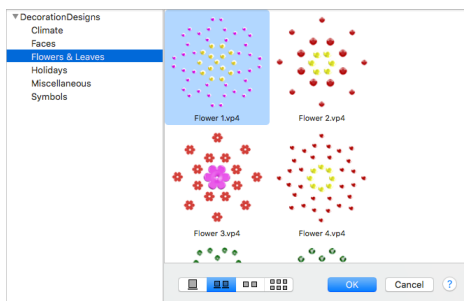 DecorationDesigns
Climate
Faces
Flowers & Leaves
Holidays
Miscellaneous
Symbols
Flower 1.vp4
Flower 2.vp4
Flower 3.vp4
Flower 4.vp4
OK
Cancel
?